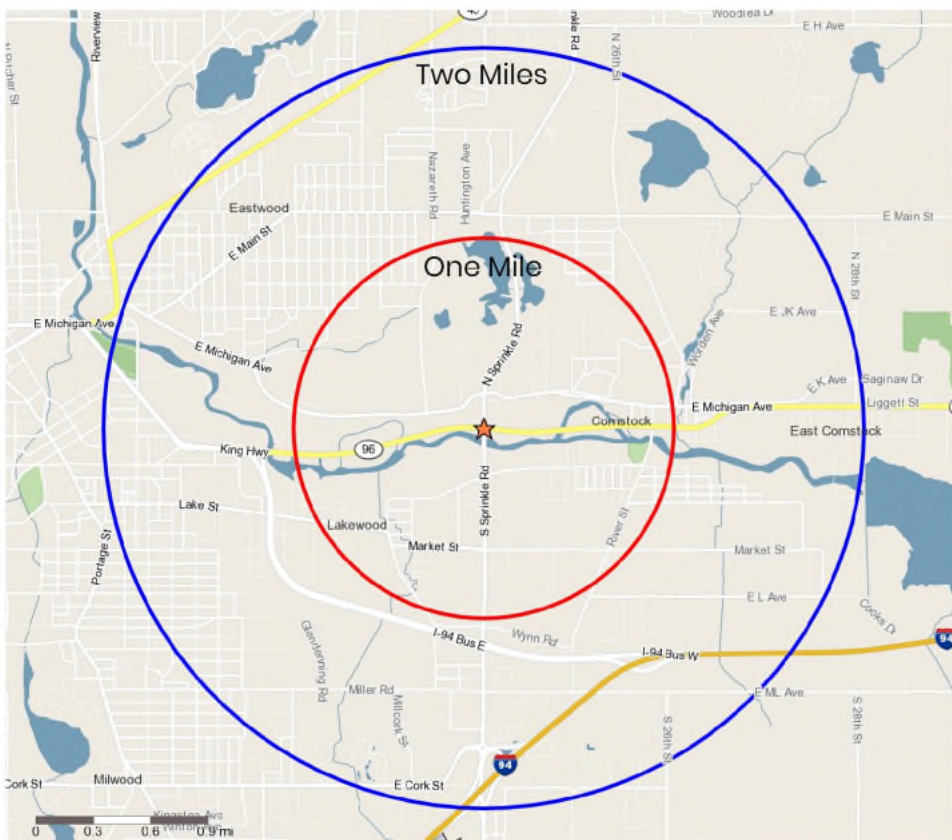 Woodlea Dr
E H Ave
N 26th St
Riverview
Two Miles
Huntington Ave
Nazareth Rd
Eastwood
E Main St
E Main St
N 28th St
One Mile
E JK Ave
E Michigan Ave
N Sprinkle Rd
Worden Ave
E Michigan Ave
E K Ave
Saginaw Dr
Liggett St
E Michigan Ave
Comstock
East Comstock
King Hwy
96
S Sprinkle Rd
Lake St
Lakewood
River St
Market St
Market St
Portage St
E L Ave
Cooks Dr
Glendenning Rd
I-94 Bus E
Wynn Rd
I-94 Bus W
94
Miller Rd
E ML Ave
Millcork St
S 26th St
S 28th St
94
Milwood
Cork St
E Cork St
0 0.3 0.6 0.9 mi